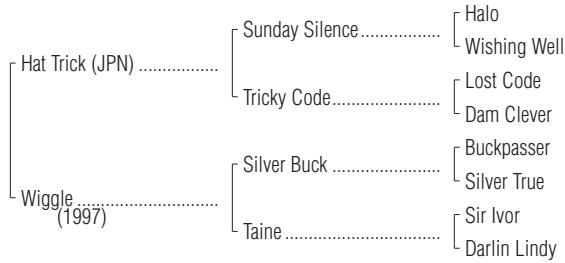 Halo
Sunday Silence.................
Wishing Well
Hat Trick (JPN) .................
Lost Code
Tricky Code.......................
Dam Clever
Buckpasser
Silver Buck .......................
Silver True
Wiggle ..............................
(1997)
Sir Ivor
Taine .................................
Darlin Lindy